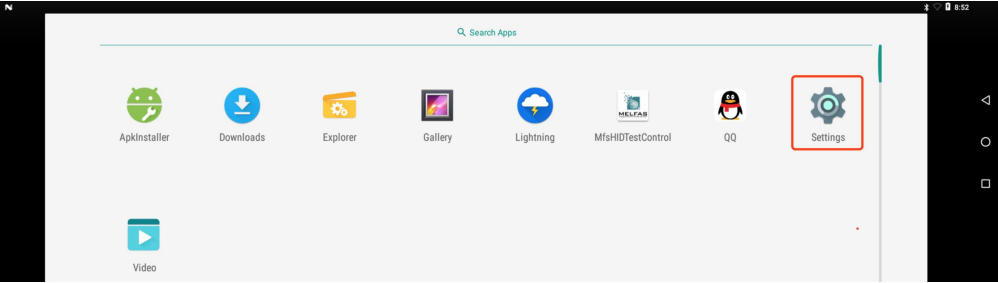 8:52
Search Apps
ApkInstaller
Downloads
Explorer
Gallery
Lightning
MELFAS
MfsHIDTestControl
QQ
Settings
Video